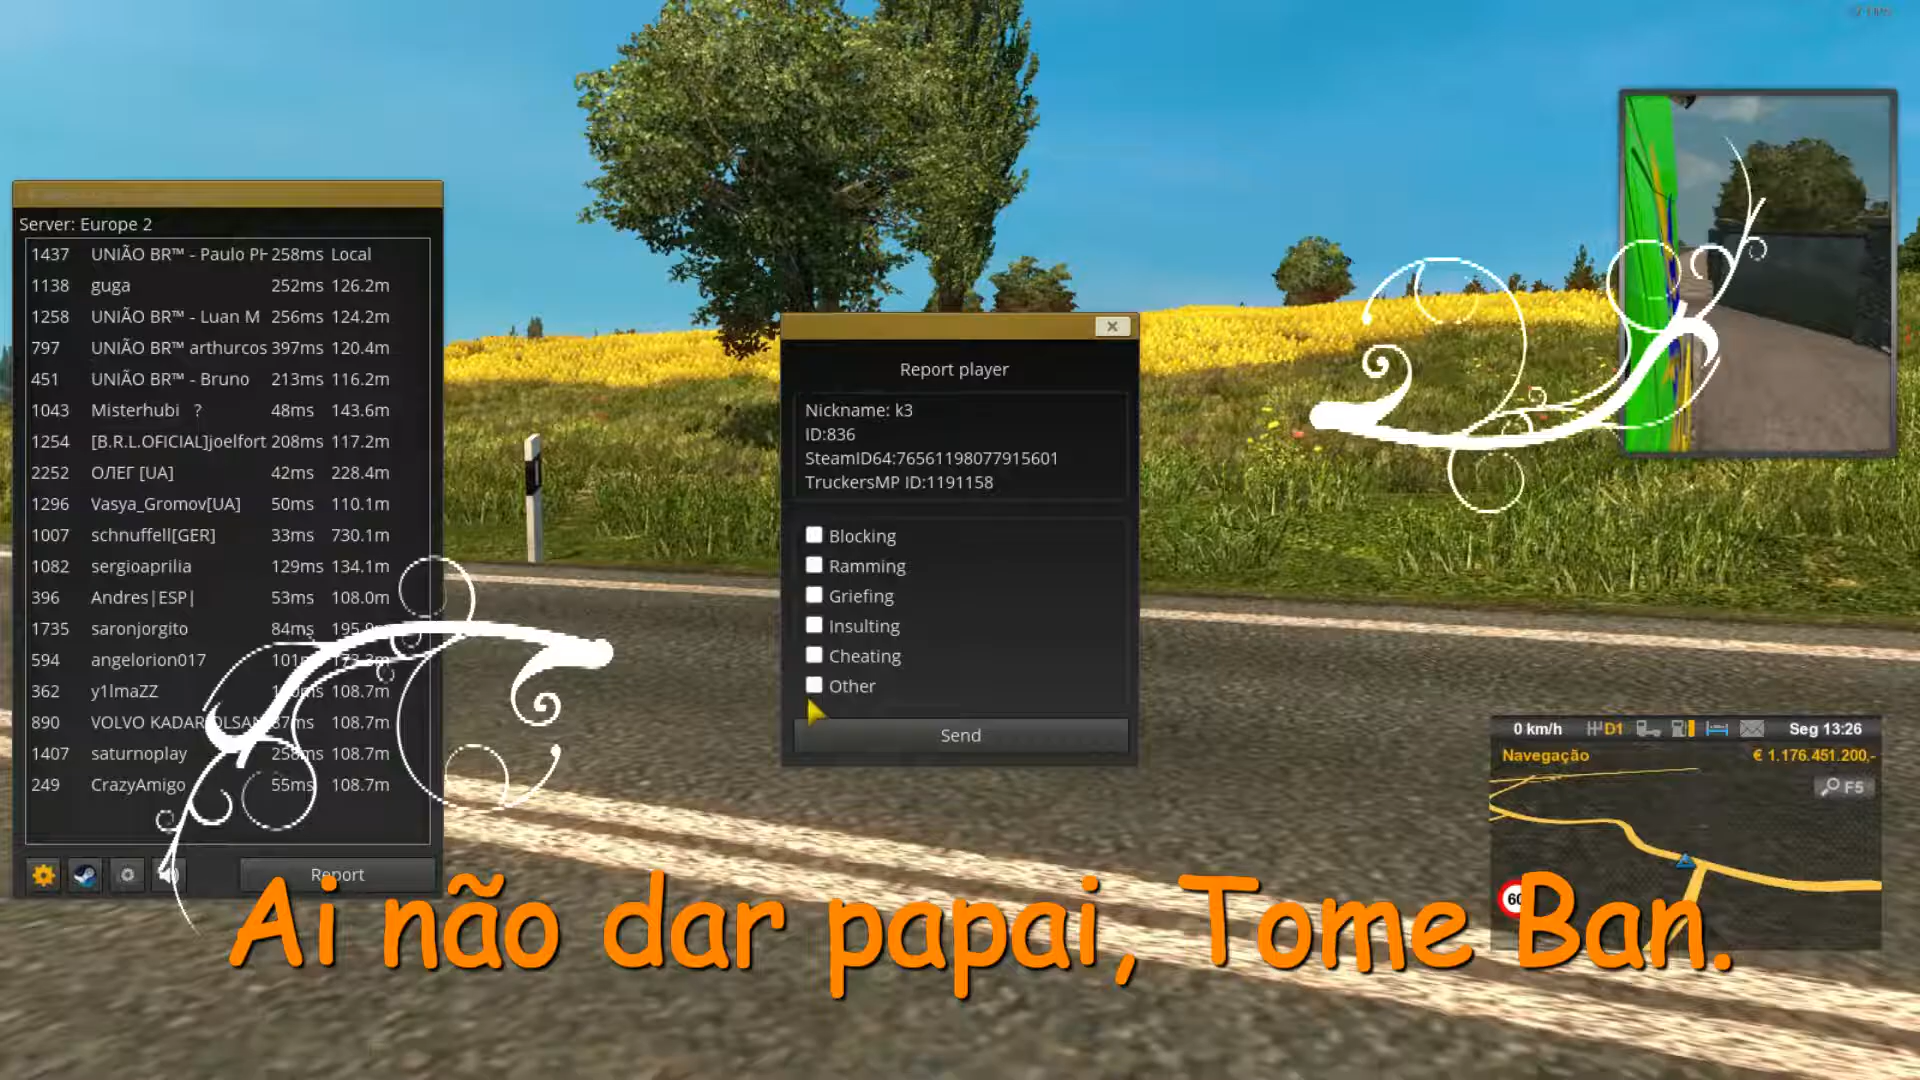 Server: Europe 2
1437 UNIÃO BR™ - Paulo PH 258ms Local
1138 guga 252ms 126.2m
1258 UNIÃO BR™ - Luan M 256ms 124.2m
797 UNIÃO BR™ arthurcos 397ms 120.4m
451 UNIÃO BR™ - Bruno 213ms 116.2m
1043 Misterhubi ? 48ms 143.6m
1254 [B.R.L.OFICIAL]joelfort 208ms 117.2m
2252 ОЛЕГ [UA] 42ms 228.4m
1296 Vasya_Gromov[UA] 50ms 110.1m
1007 schnuffell[GER] 33ms 730.1m
1082 sergioaprilia 129ms 134.1m
396 Andres|ESP| 53ms 108.0m
1735 saronjorgito 84ms
594 angelorion017
362 y1lmaZZ 108.7m
890 VOLVO 108.7m
1407 saturnoplay 108.7m
249 CrazyAmigo 55ms 108.7m
Report
Report player
Nickname: k3
ID:836
SteamID64:76561198077915601
TruckersMP ID:1191158
Blocking
Ramming
Griefing
Insulting
Cheating
Other
Send
0 km/h D1 Seg 13:26
Navegação € 1.176.451.200,-
F5
60
Ai não dar papai, Tome Ban.